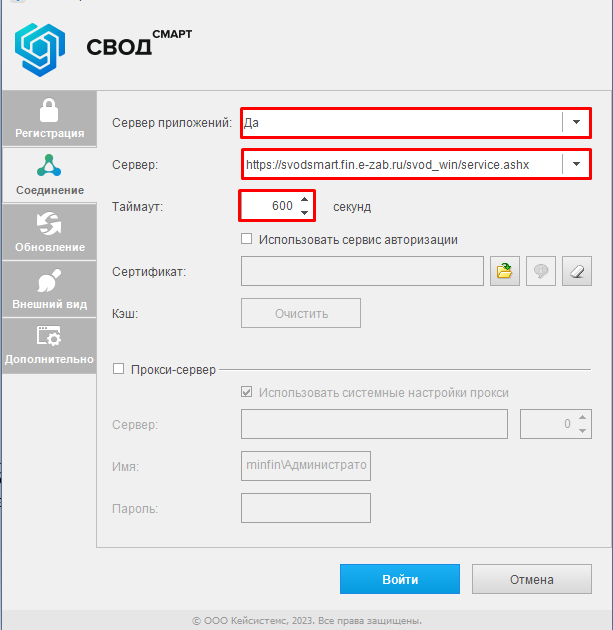 СВОД СМАРТ
Регистрация
Соединение
Обновление
Внешний вид
Дополнительно
Сервер приложений: Да
Сервер: https://svodsmart.fin.e-zab.ru/svod_win/service.ashx
Таймаут: 600 секунд
Использовать сервис авторизации
Сертификат:
Кэш: Очистить
Прокси-сервер
Использовать системные настройки прокси
Сервер: 0
Имя: minfin\Администрато
Пароль:
Войти Отмена
© ООО Кейсистемс, 2023. Все права защищены.